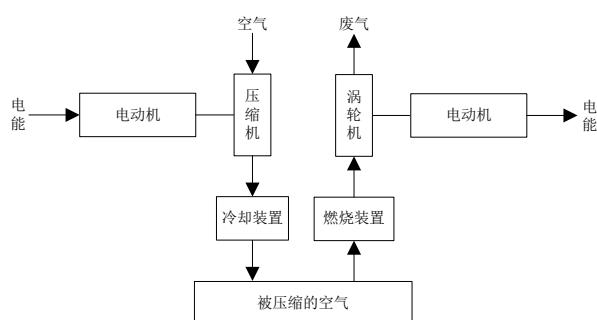 空气
废气
电能
电动机
压缩机
涡轮机
电动机
电能
冷却装置
燃烧装置
被压缩的空气